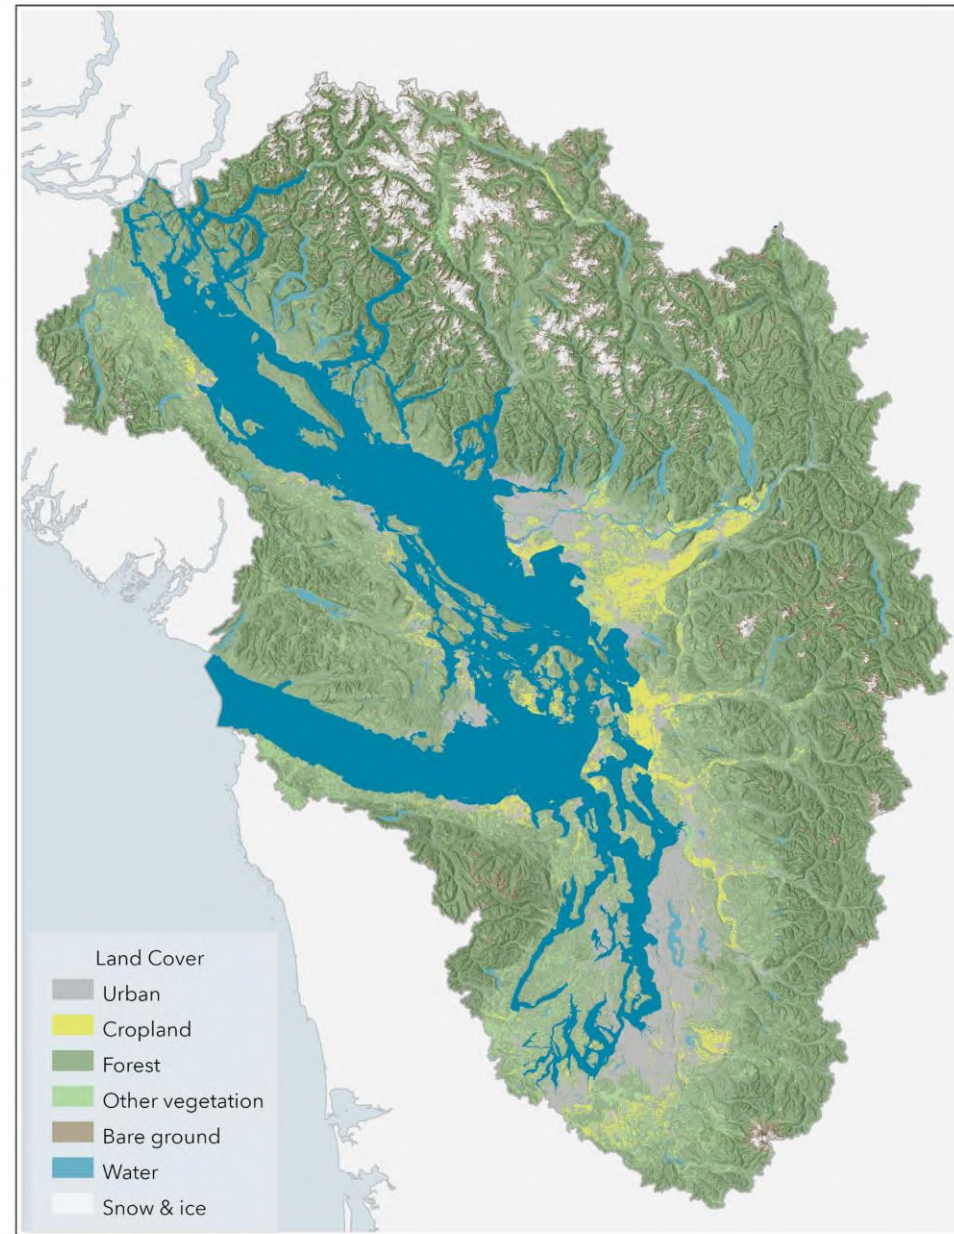 Land Cover
Urban
Cropland
Forest
Other vegetation
Bare ground
Water
Snow & ice